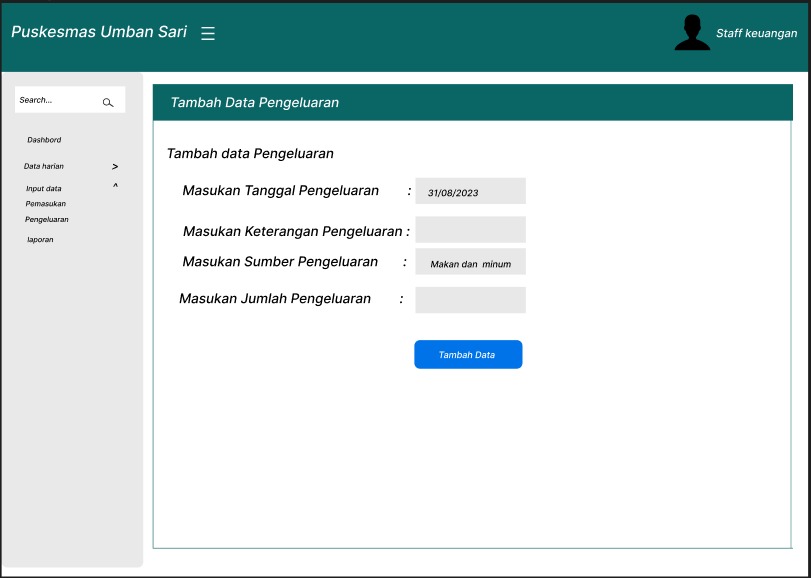 Puskesmas Umban Sari
Staff keuangan
Search...
Dashbord
Data harian >
Input data ^
Pemasukan
Pengeluaran
laporan
Tambah Data Pengeluaran
Tambah data Pengeluaran
Masukan Tanggal Pengeluaran : 31/08/2023
Masukan Keterangan Pengeluaran :
Masukan Sumber Pengeluaran : Makan dan minum
Masukan Jumlah Pengeluaran :
Tambah Data